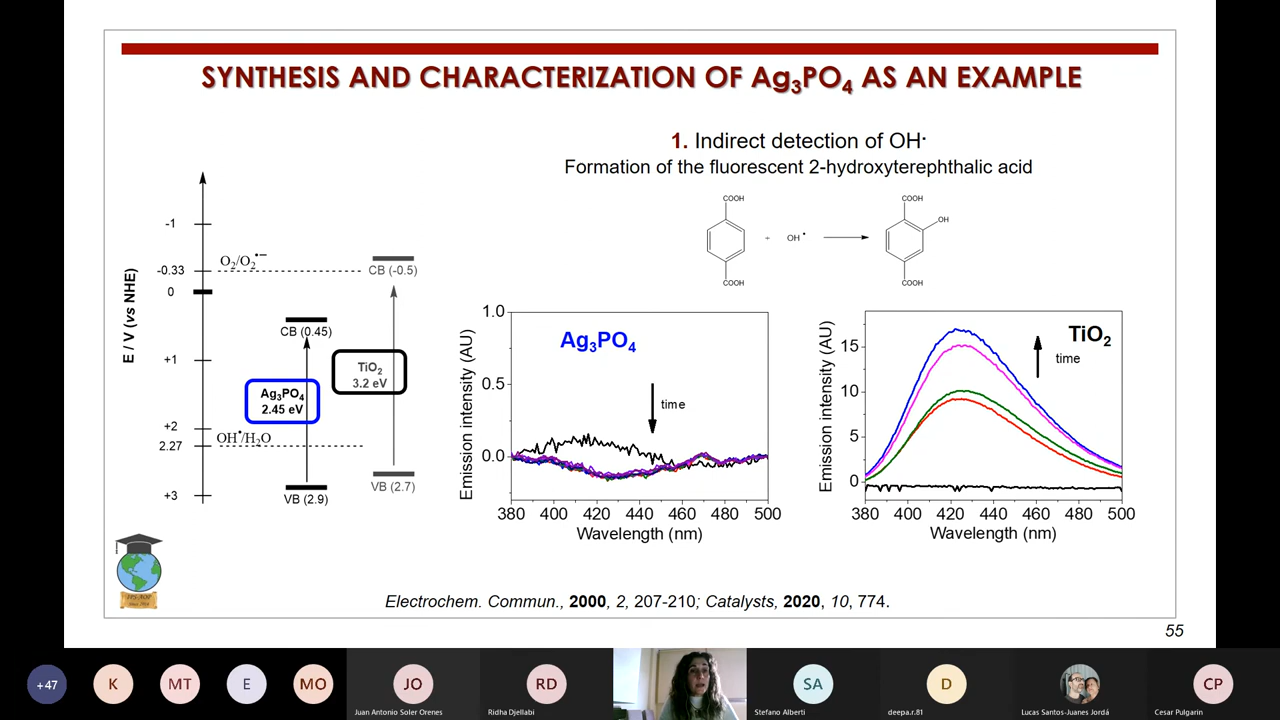 SYNTHESIS AND CHARACTERIZATION OF Ag₃PO₄ AS AN EXAMPLE
1. Indirect detection of OH·
Formation of the fluorescent 2-hydroxyterephthalic acid
COOH
COOH
+
OH •
COOH
OH
COOH
E / V (vs NHE)
-1
-0.33
0
+1
+2
2.27
+3
O₂/O₂•−
CB (-0.5)
CB (0.45)
TiO₂
3.2 eV
Ag₃PO₄
2.45 eV
OH•/H₂O
VB (2.7)
VB (2.9)
Emission intensity (AU)
1.0
0.5
0.0
Ag₃PO₄
time
380 400 420 440 460 480 500
Wavelength (nm)
Emission intensity (AU)
15
10
5
0
TiO₂
time
380 400 420 440 460 480 500
Wavelength (nm)
Electrochem. Commun., 2000, 2, 207-210; Catalysts, 2020, 10, 774.
55
+47
K
MT
E
MO
JO
Juan Antonio Soler Orenes
RD
Ridha Djellabi
SA
Stefano Alberti
D
deepa.r.81
Lucas Santos-Juanes Jordá
CP
Cesar Pulgarin